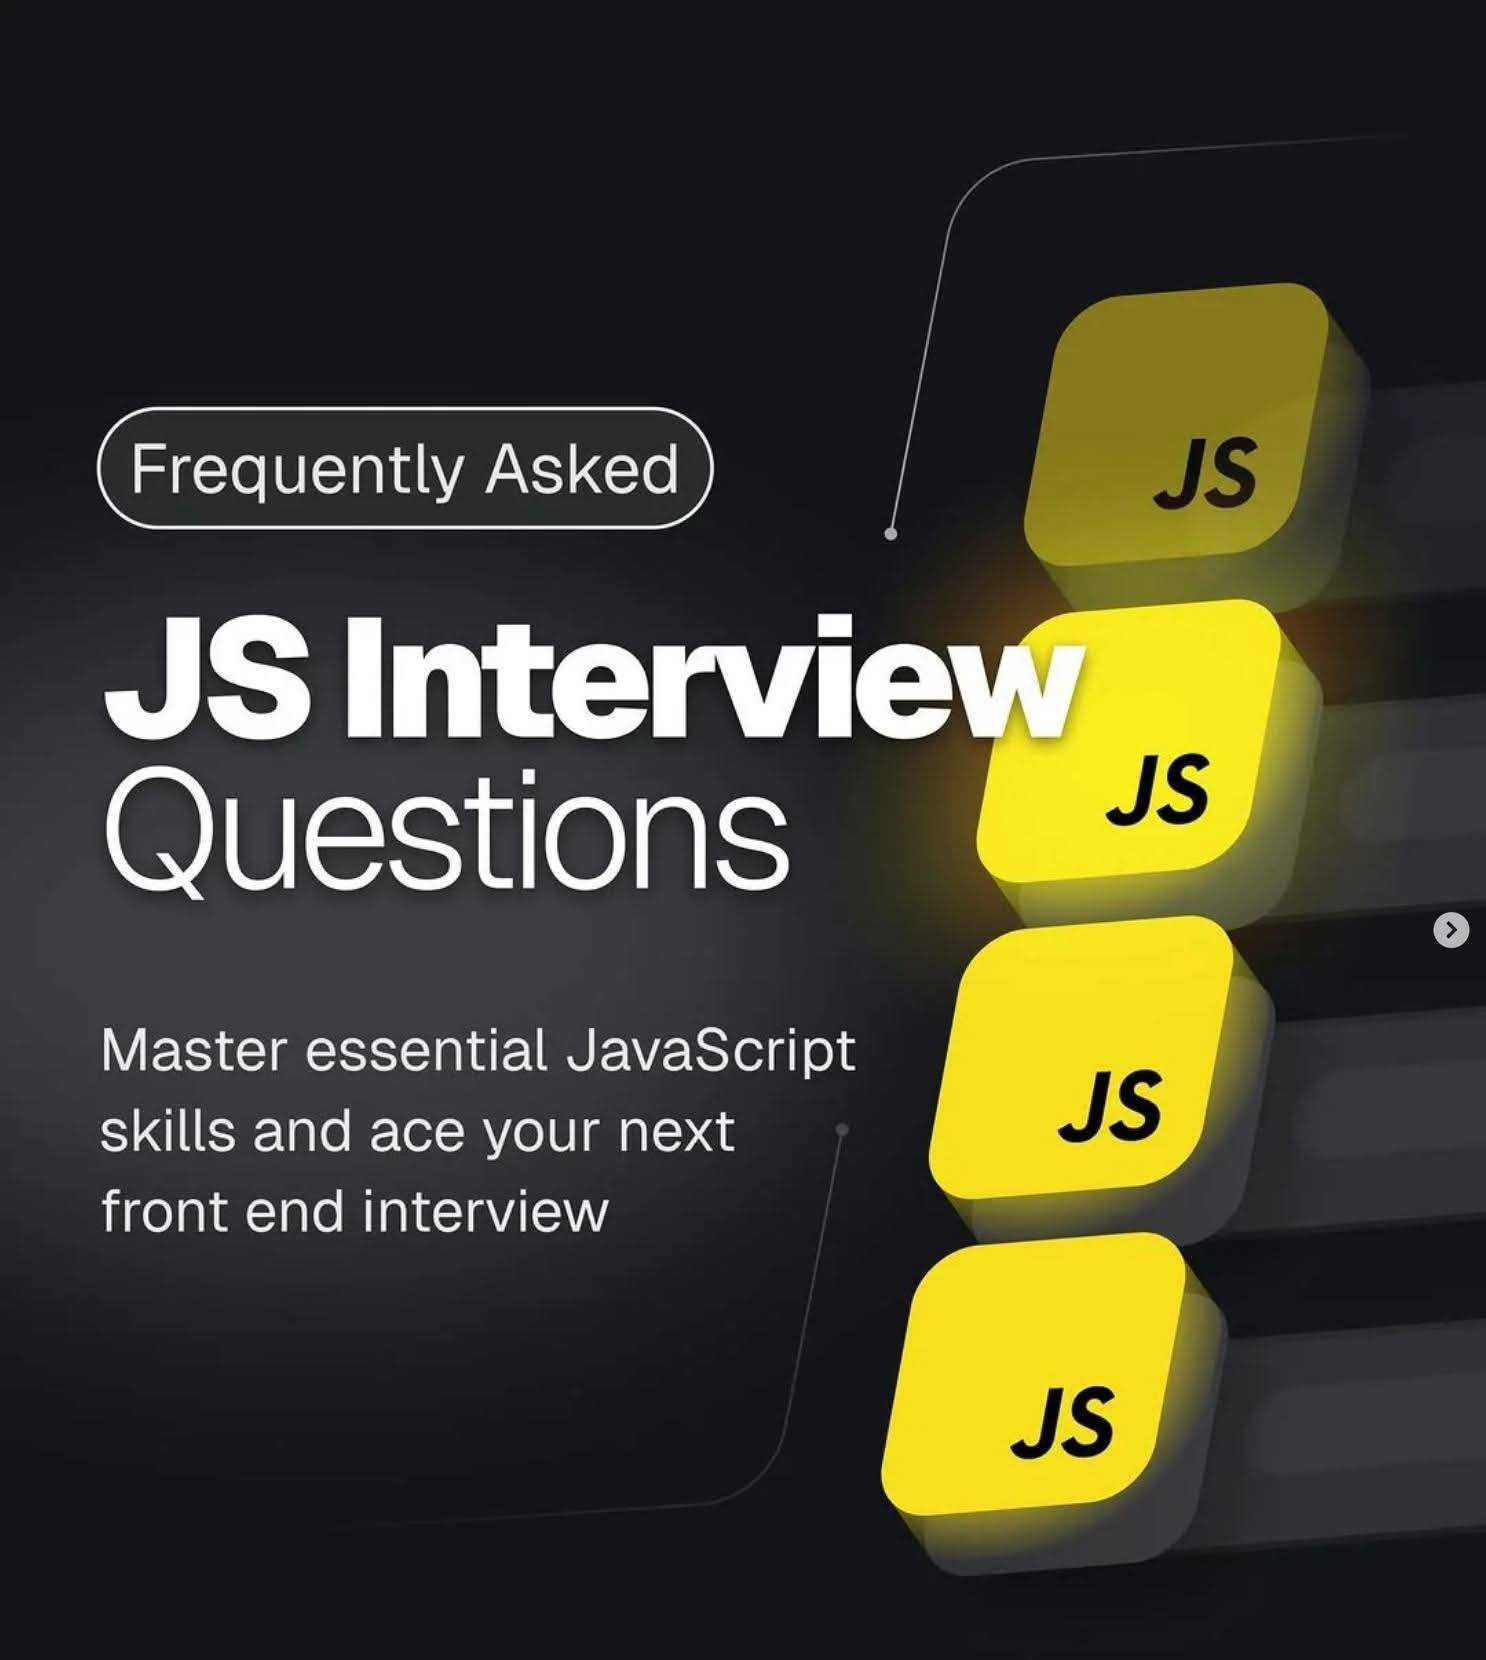 Frequently Asked
JS Interview
Questions
Master essential JavaScript
skills and ace your next
front end interview
JS
JS
JS
JS